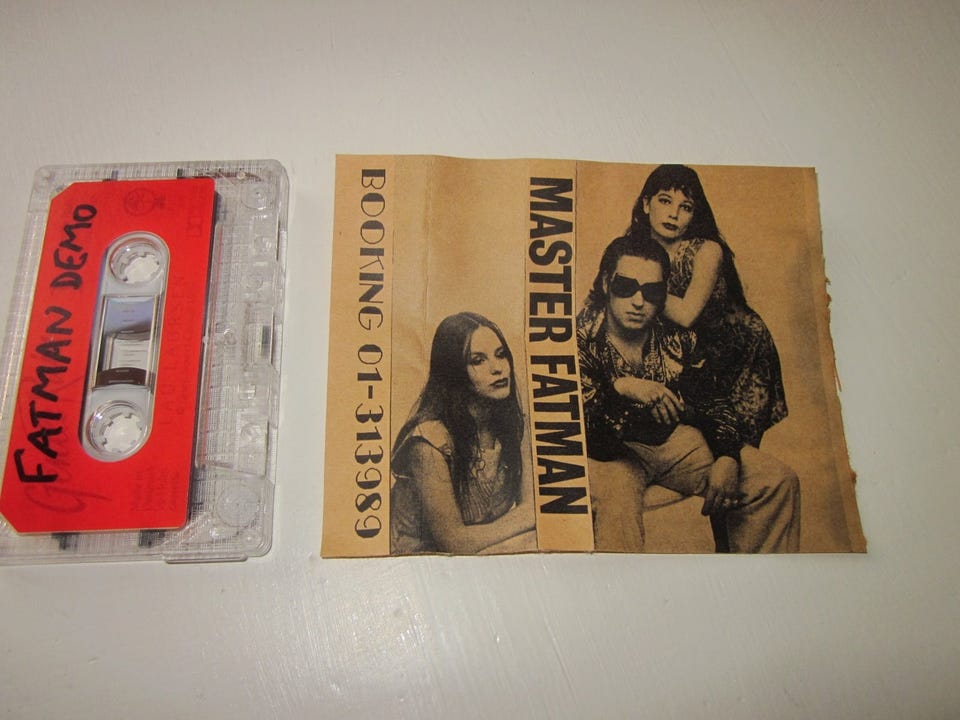 FATMAN DEMO
BOOKING 01-313989
MASTER FATMAN